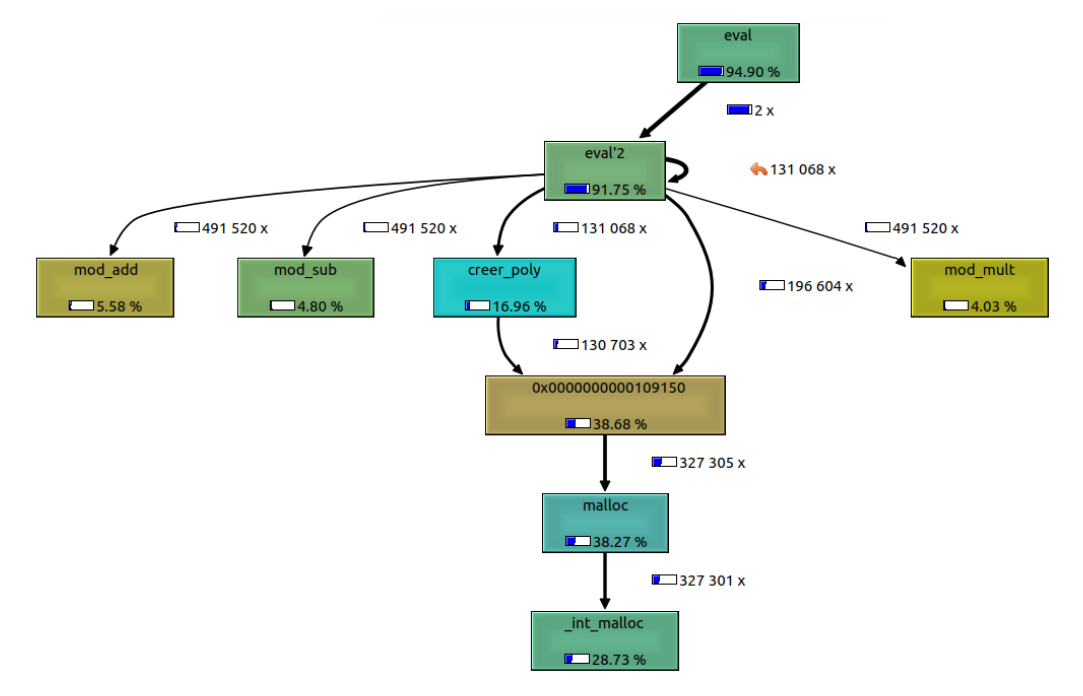 eval
94.90 %
2 x
eval'2
91.75 %
131 068 x
491 520 x
491 520 x
131 068 x
491 520 x
mod_add
5.58 %
mod_sub
4.80 %
creer_poly
16.96 %
196 604 x
mod_mult
4.03 %
130 703 x
0x0000000000109150
38.68 %
327 305 x
malloc
38.27 %
327 301 x
_int_malloc
28.73 %